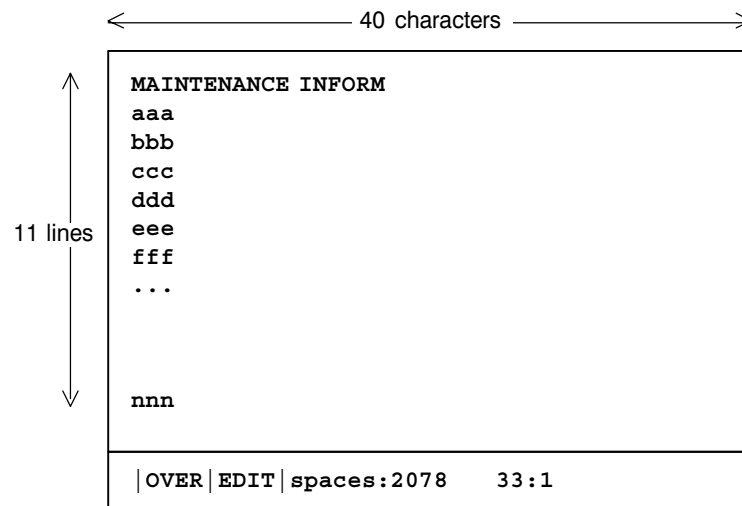 40 characters
MAINTENANCE INFORM
aaa
bbb
ccc
ddd
11 lines
eee
fff
...
nnn
|OVER|EDIT|spaces:2078 33:1